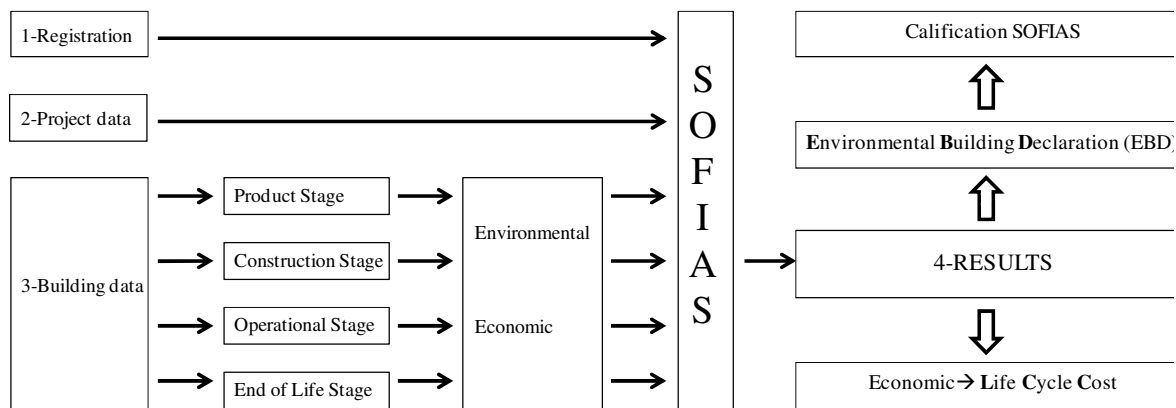 1-Registration
2-Project data
3-Building data
Product Stage
Construction Stage
Operational Stage
End of Life Stage
Environmental
Economic
S
O
F
I
A
S
Calification SOFIAS
Environmental Building Declaration (EBD)
4-RESULTS
Economic→ Life Cycle Cost